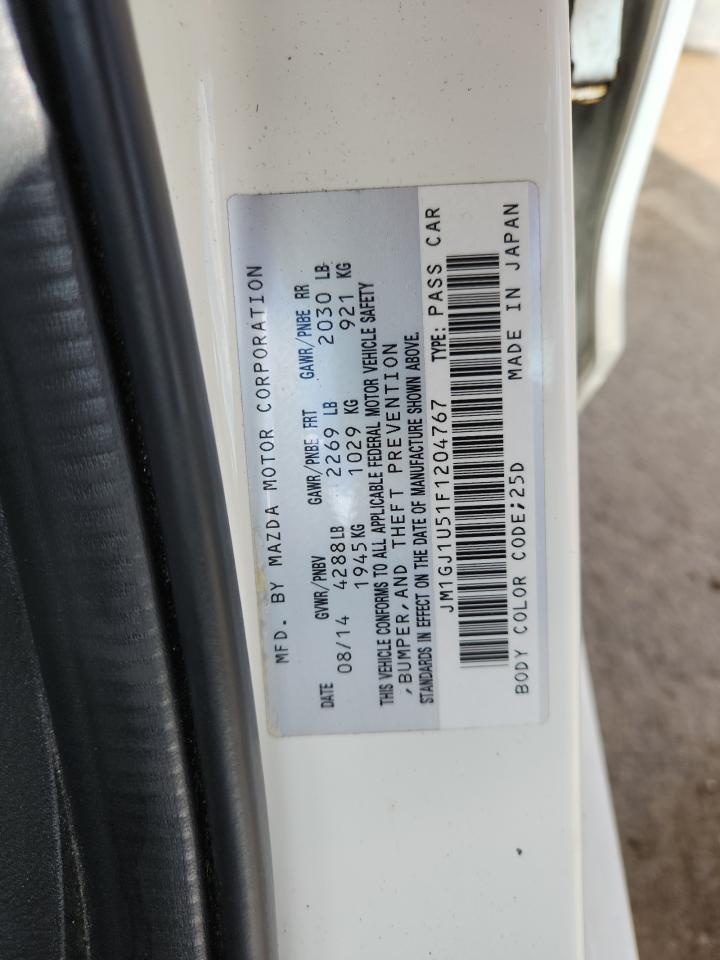 MFD. BY MAZDA MOTOR CORPORATION
DATE GVWR/PNBV GAWR/PNBE FRT GAWR/PNBE RR
08/14 4288LB 2269 LB 2030 LB
1945KG 1029 KG 921 KG
THIS VEHICLE CONFORMS TO ALL APPLICABLE FEDERAL MOTOR VEHICLE SAFETY
,BUMPER,AND THEFT PREVENTION
STANDARDS IN EFFECT ON THE DATE OF MANUFACTURE SHOWN ABOVE.
JM1GJ1U51F1204767 TYPE: PASS CAR
BODY COLOR CODE;25D MADE IN JAPAN